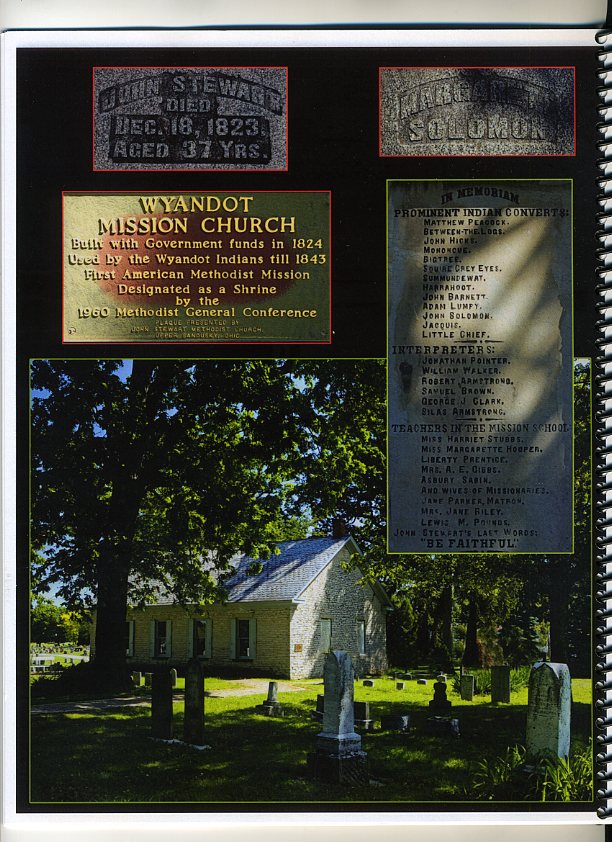 JOHN STEWART
DIED
DEC. 18, 1823.
AGED 37 YRS.
MARGARET
SOLOMON
WYANDOT
MISSION CHURCH
Built with Government funds in 1824
Used by the Wyandot Indians till 1843
First American Methodist Mission
Designated as a Shrine
by the
1960 Methodist General Conference
PLAQUE PRESENTED BY
JOHN STEWART METHODIST CHURCH,
UPPER SANDUSKY, OHIO
IN MEMORIAM
PROMINENT INDIAN CONVERTS:
MATTHEW PEACOCK.
BETWEEN-THE-LOGS.
JOHN HICKS.
MONONCUE.
BIGTREE.
SQUIRE GREY EYES.
SUMMUNDEWAT.
HARRAHOOT.
JOHN BARNETT.
ADAM LUMPY.
JOHN SOLOMON.
JACQUIS.
LITTLE CHIEF.
INTERPRETERS:
JONATHAN POINTER.
WILLIAM WALKER.
ROBERT ARMSTRONG.
SAMUEL BROWN.
GEORGE J. CLARK.
SILAS ARMSTRONG.
TEACHERS IN THE MISSION SCHOOL
MISS HARRIET STUBBS.
MISS MARGARETTE HOOPER.
LIBERTY PRENTICE.
MRS. A. E. GIBBS.
ASBURY SABIN.
AND WIVES OF MISSIONARIES.
JANE PARKER, MATRON.
MRS. JANE RILEY.
LEWIS M. POUNDS.
JOHN STEWART'S LAST WORDS:
"BE FAITHFUL"